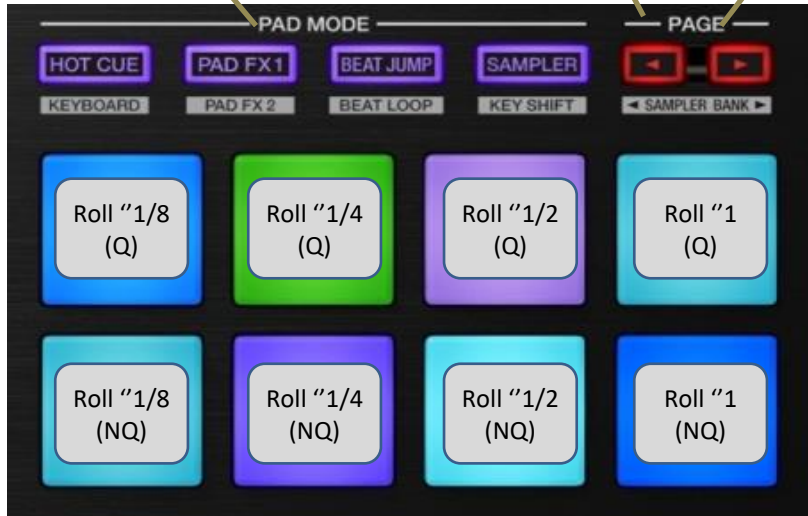 PAD MODE
PAGE
HOT CUE PAD FX1 BEAT JUMP SAMPLER ◄ ►
KEYBOARD PAD FX 2 BEAT LOOP KEY SHIFT ◄ SAMPLER BANK ►
Roll ‘’1/8
(Q)
Roll ‘’1/4
(Q)
Roll ‘’1/2
(Q)
Roll ‘’1
(Q)
Roll ‘’1/8
(NQ)
Roll ‘’1/4
(NQ)
Roll ‘’1/2
(NQ)
Roll ‘’1
(NQ)